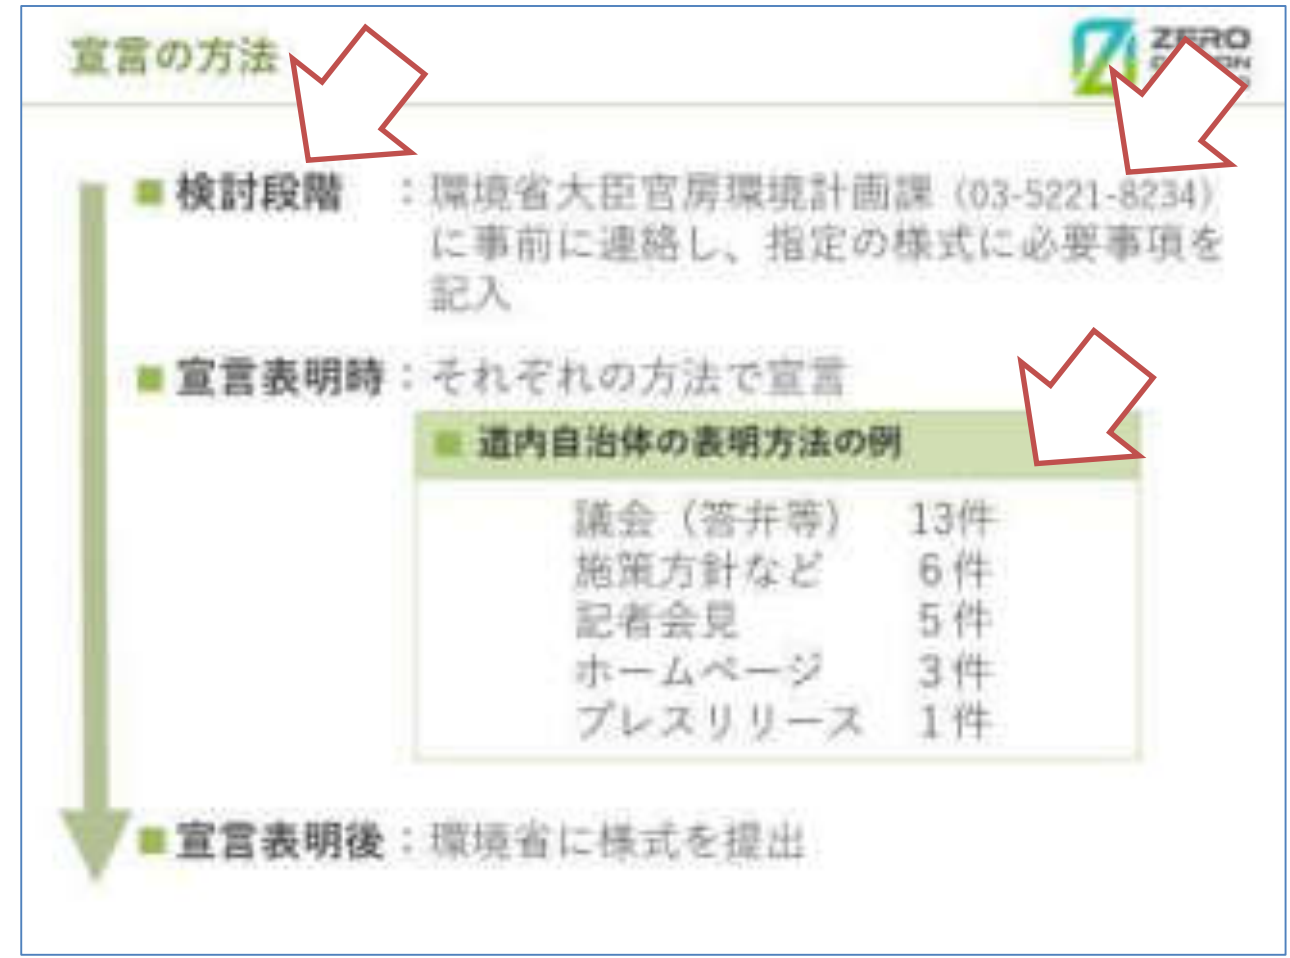 宣言の方法
ZERO
■ 検討段階 ：環境省大臣官房環境計画課（03-5221-8234）
に事前に連絡し、指定の様式に必要事項を
記入
■ 宣言表明時：それぞれの方法で宣言
■ 道内自治体の表明方法の例
議会（答弁等） 13件
施策方針など 6件
記者会見 5件
ホームページ 3件
プレスリリース 1件
■ 宣言表明後：環境省に様式を提出